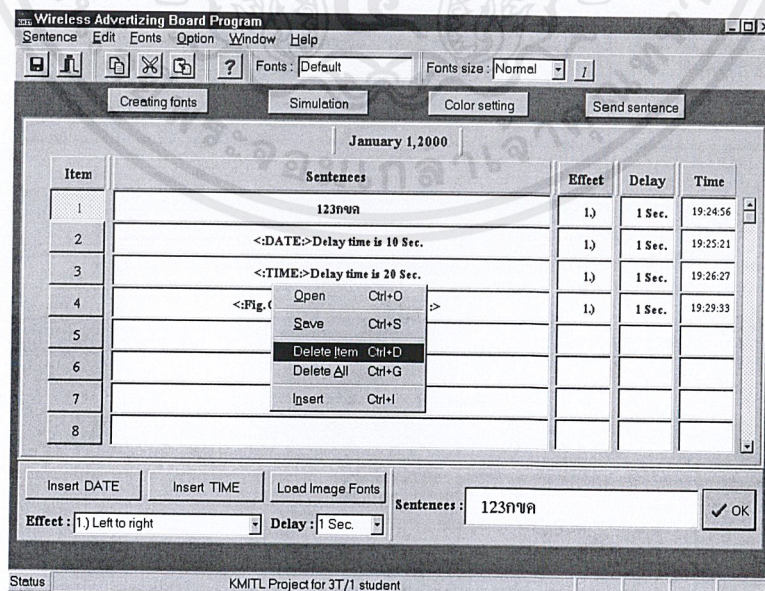 Wireless Advertizing Board Program
Sentence Edit Fonts Option Window Help
? Fonts : Default Fonts size : Normal I
Creating fonts Simulation Color setting Send sentence
January 1,2000
Item Sentences Effect Delay Time
1 123กขค 1.) 1 Sec. 19:24:56
2 <:DATE:>Delay time is 10 Sec. 1.) 1 Sec. 19:25:21
3 <:TIME:>Delay time is 20 Sec. 1.) 1 Sec. 19:26:27
4 <:Fig. :> 1.) 1 Sec. 19:29:33
Open Ctrl+O
Save Ctrl+S
5
Delete Item Ctrl+D
6
Delete All Ctrl+G
7
Insert Ctrl+I
8
Insert DATE Insert TIME Load Image Fonts
Sentences : 123กขค OK
Effect : 1.) Left to right Delay : 1 Sec.
Status KMITL Project for 3T/1 student